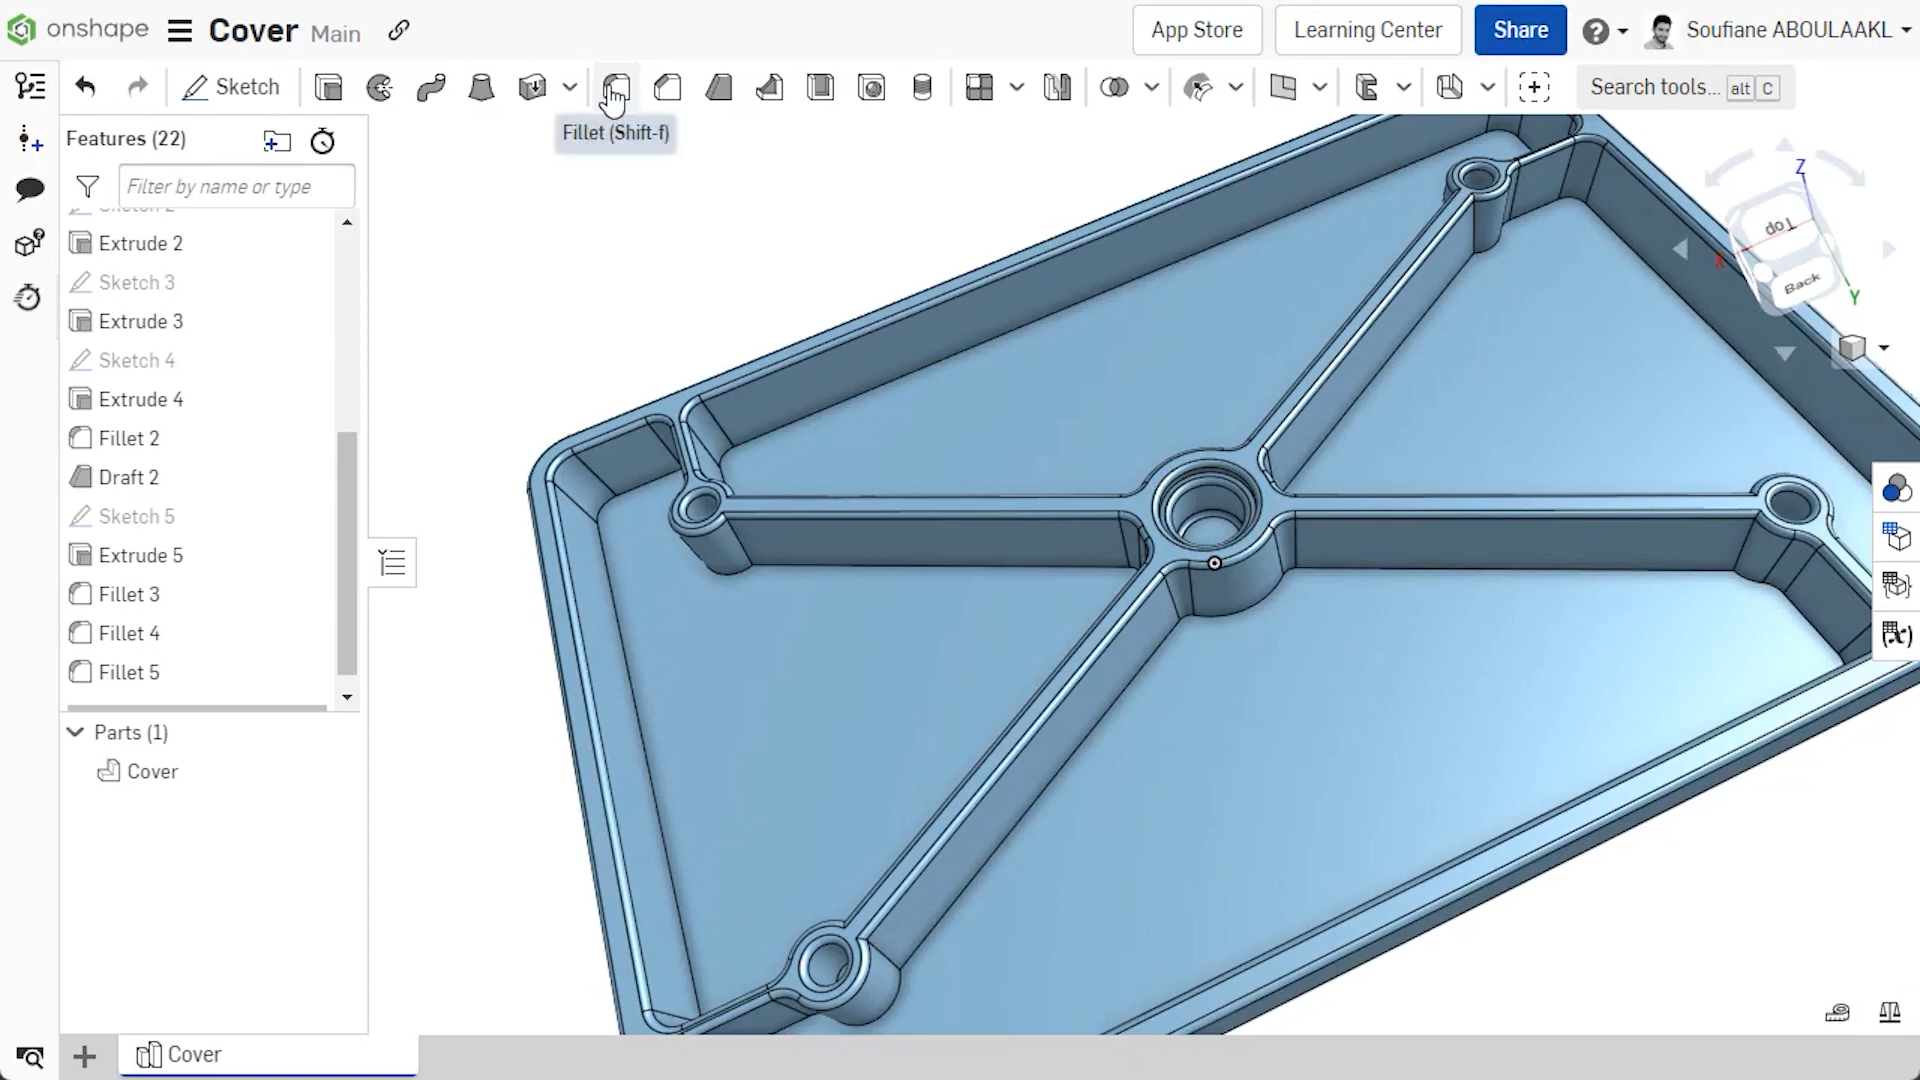 onshape Cover Main
App Store Learning Center Share Soufiane ABOULAAKL
Sketch Search tools... alt C
Features (22) Fillet (Shift-f)
Filter by name or type
Sketch 2
Extrude 2
Sketch 3
Extrude 3
Sketch 4
Extrude 4
Fillet 2
Draft 2
Sketch 5
Extrude 5
Fillet 3
Fillet 4
Fillet 5
Parts (1)
Cover
Z
Top
X
Back
Y
(x)
Cover